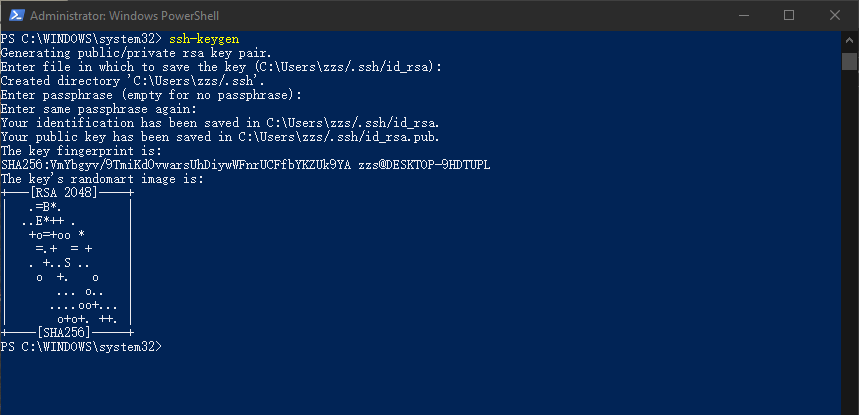 Administrator: Windows PowerShell
PS C:\WINDOWS\system32> ssh-keygen
Generating public/private rsa key pair.
Enter file in which to save the key (C:\Users\zzs/.ssh/id_rsa):
Created directory 'C:\Users\zzs/.ssh'.
Enter passphrase (empty for no passphrase):
Enter same passphrase again:
Your identification has been saved in C:\Users\zzs/.ssh/id_rsa.
Your public key has been saved in C:\Users\zzs/.ssh/id_rsa.pub.
The key fingerprint is:
SHA256:VmYbgyv/9TmiKdOvwarsUhDiywWFnrUCFfbYKZUk9YA zzs@DESKTOP-9HDTUPL
The key's randomart image is:
+---[RSA 2048]----+
|   .=B*.         |
|  ..E*++ .       |
|   +o=+oo *      |
|    =.+  = +     |
|   . +..S ..     |
|    o  +.   o    |
|       ... o..   |
|      ....oo+... |
|       o+o+. ++. |
+----[SHA256]-----+
PS C:\WINDOWS\system32>